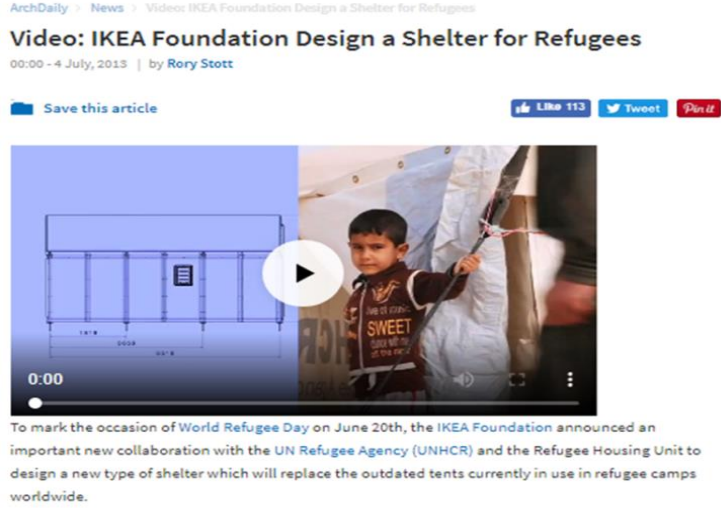 ArchDaily > News > Video: IKEA Foundation Design a Shelter for Refugees
Video: IKEA Foundation Design a Shelter for Refugees
00:00 - 4 July, 2013 | by Rory Stott
Save this article
Like 113 Tweet Pin it
SWEET
0:00
To mark the occasion of World Refugee Day on June 20th, the IKEA Foundation announced an
important new collaboration with the UN Refugee Agency (UNHCR) and the Refugee Housing Unit to
design a new type of shelter which will replace the outdated tents currently in use in refugee camps
worldwide.